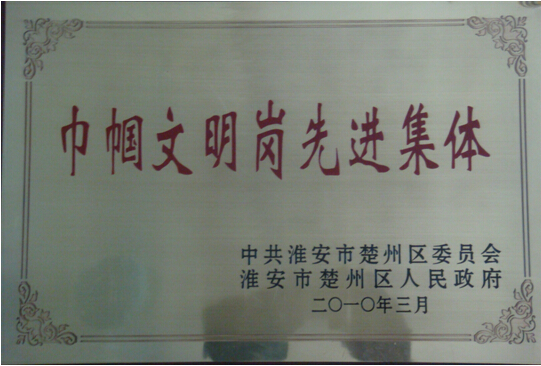 巾帼文明岗先进集体
中共淮安市楚州区委员会
淮安市楚州区人民政府
二〇一〇年三月